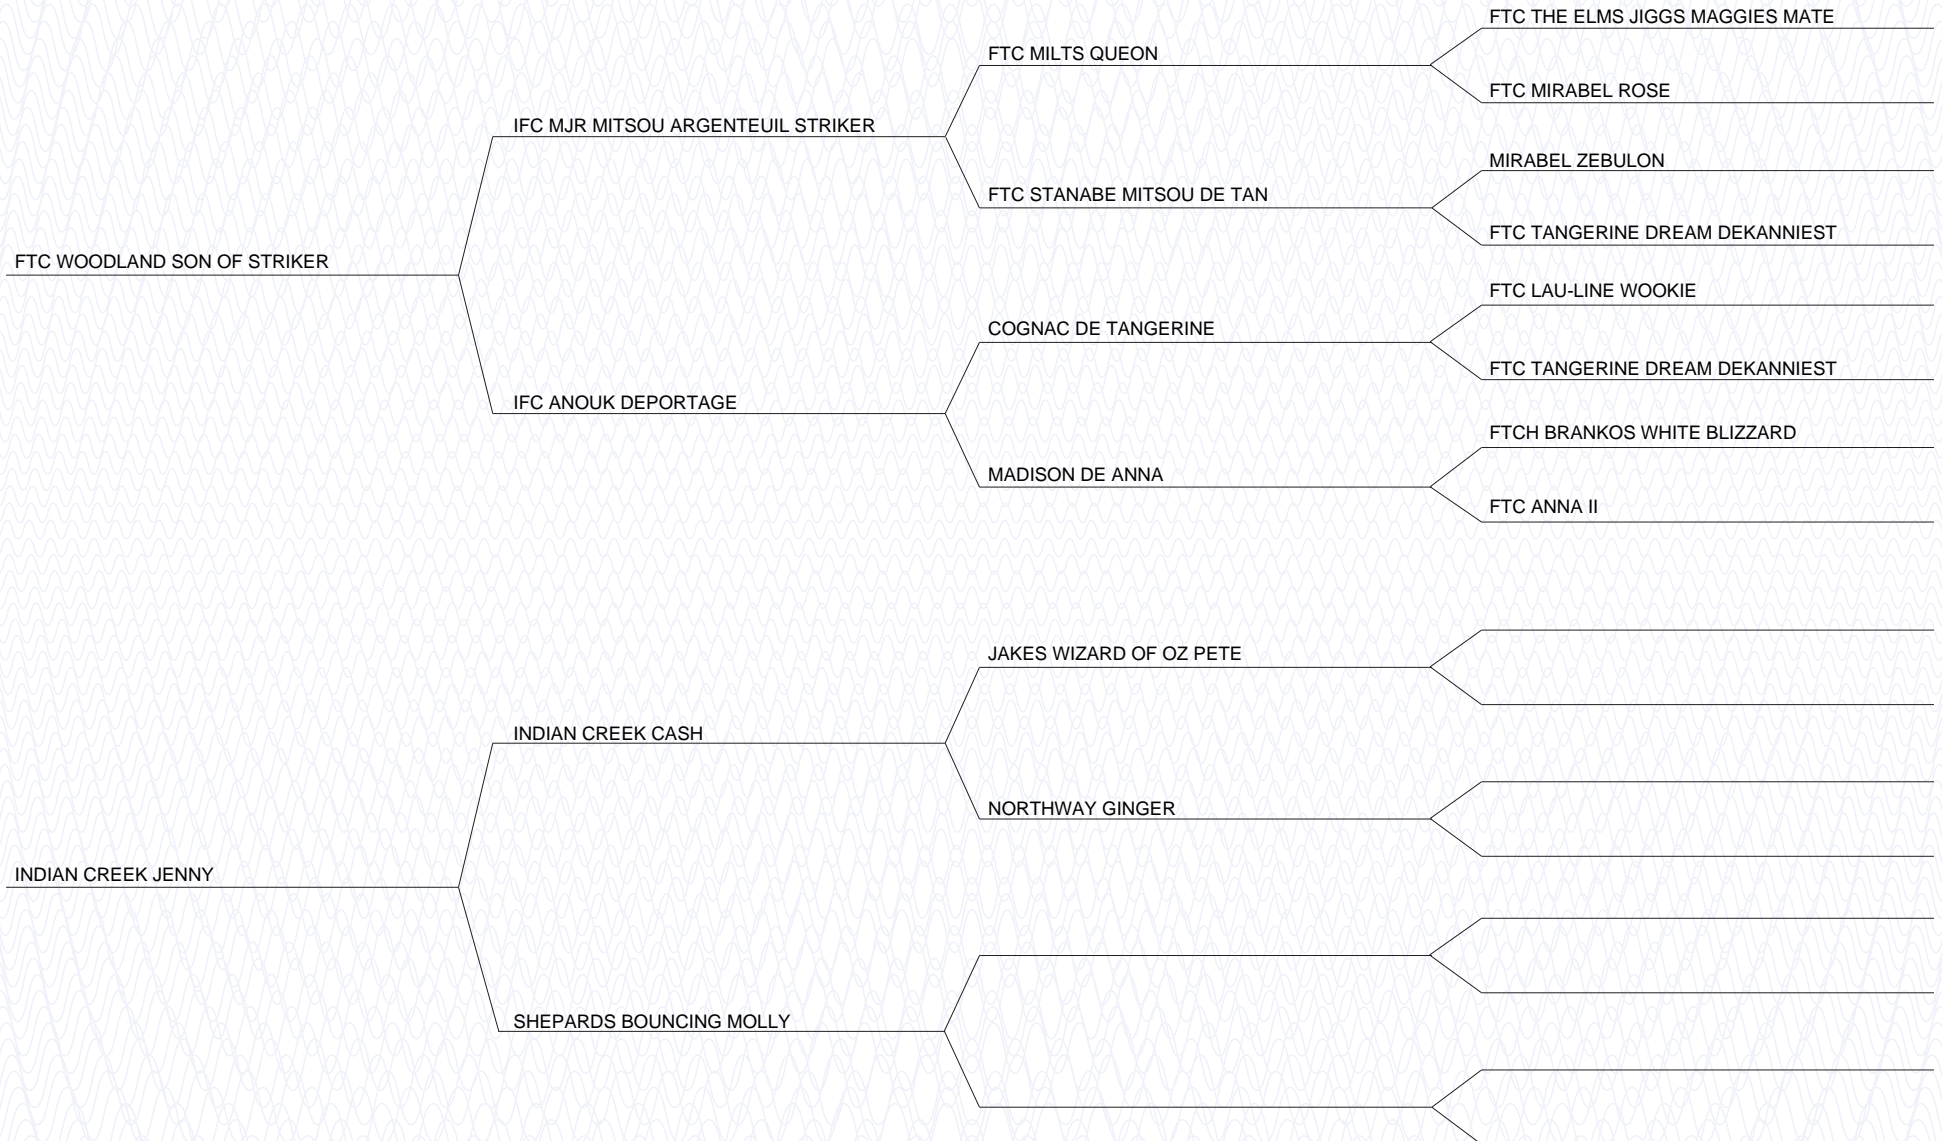 FTC THE ELMS JIGGS MAGGIES MATE
FTC MILTS QUEON
FTC MIRABEL ROSE
IFC MJR MITSOU ARGENTEUIL STRIKER
MIRABEL ZEBULON
FTC STANABE MITSOU DE TAN
FTC TANGERINE DREAM DEKANNIEST
FTC WOODLAND SON OF STRIKER
FTC LAU-LINE WOOKIE
COGNAC DE TANGERINE
FTC TANGERINE DREAM DEKANNIEST
IFC ANOUK DEPORTAGE
FTCH BRANKOS WHITE BLIZZARD
MADISON DE ANNA
FTC ANNA II
JAKES WIZARD OF OZ PETE
INDIAN CREEK CASH
NORTHWAY GINGER
INDIAN CREEK JENNY
SHEPARDS BOUNCING MOLLY